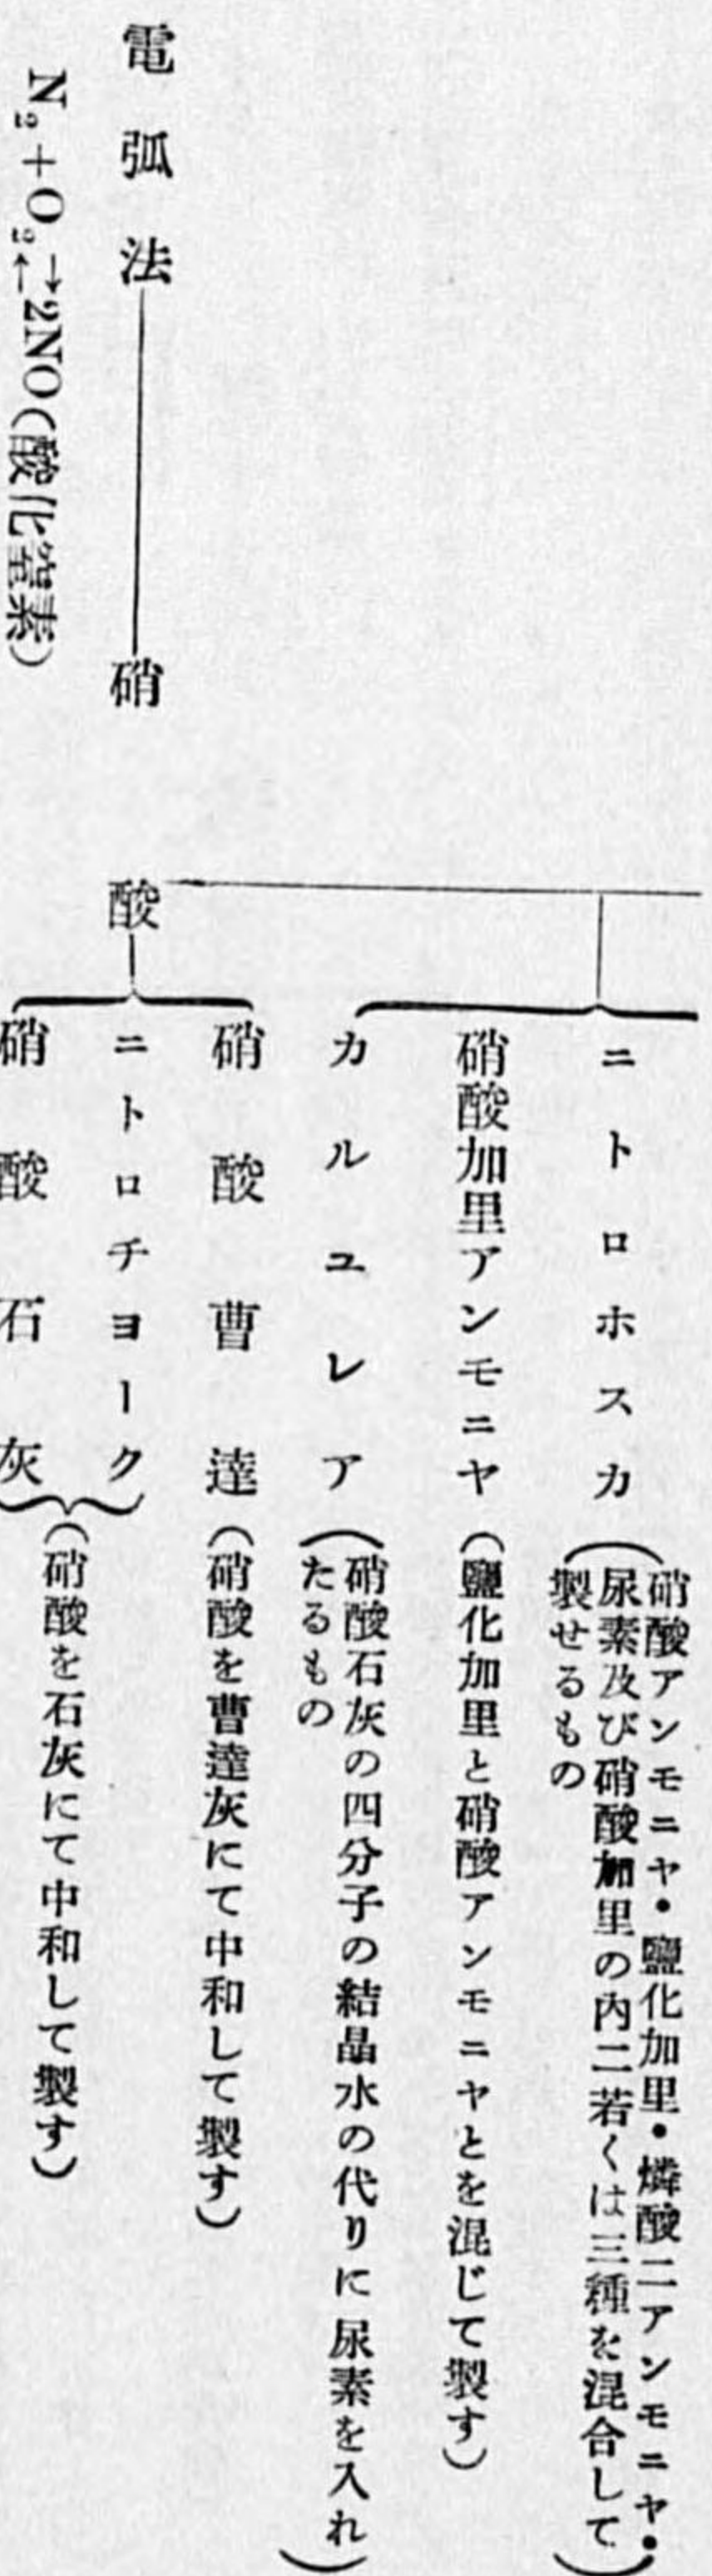 ニトロホスカ
(硝酸アンモニヤ・鹽化加里・燐酸二アンモニヤ・
尿素及び硝酸加里の內二若くは三種を混合して
製せるもの)
硝酸加里アンモニヤ
(鹽化加里と硝酸アンモニヤとを混じて製す)
カルユレア
(硝酸石灰の四分子の結晶水の代りに尿素を入れ
たるもの)
電弧法
硝酸
硝酸曹達
(硝酸を曹達灰にて中和して製す)
ニトロチヨーク
硝酸石灰
(硝酸を石灰にて中和して製す)
N₂+O₂⇄2NO(酸化窒素)